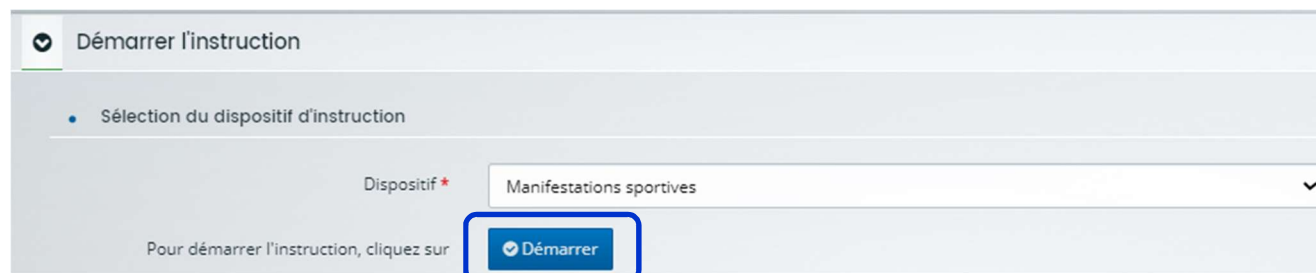 Démarrer l'instruction
Sélection du dispositif d'instruction
Dispositif * Manifestations sportives
Pour démarrer l'instruction, cliquez sur Démarrer